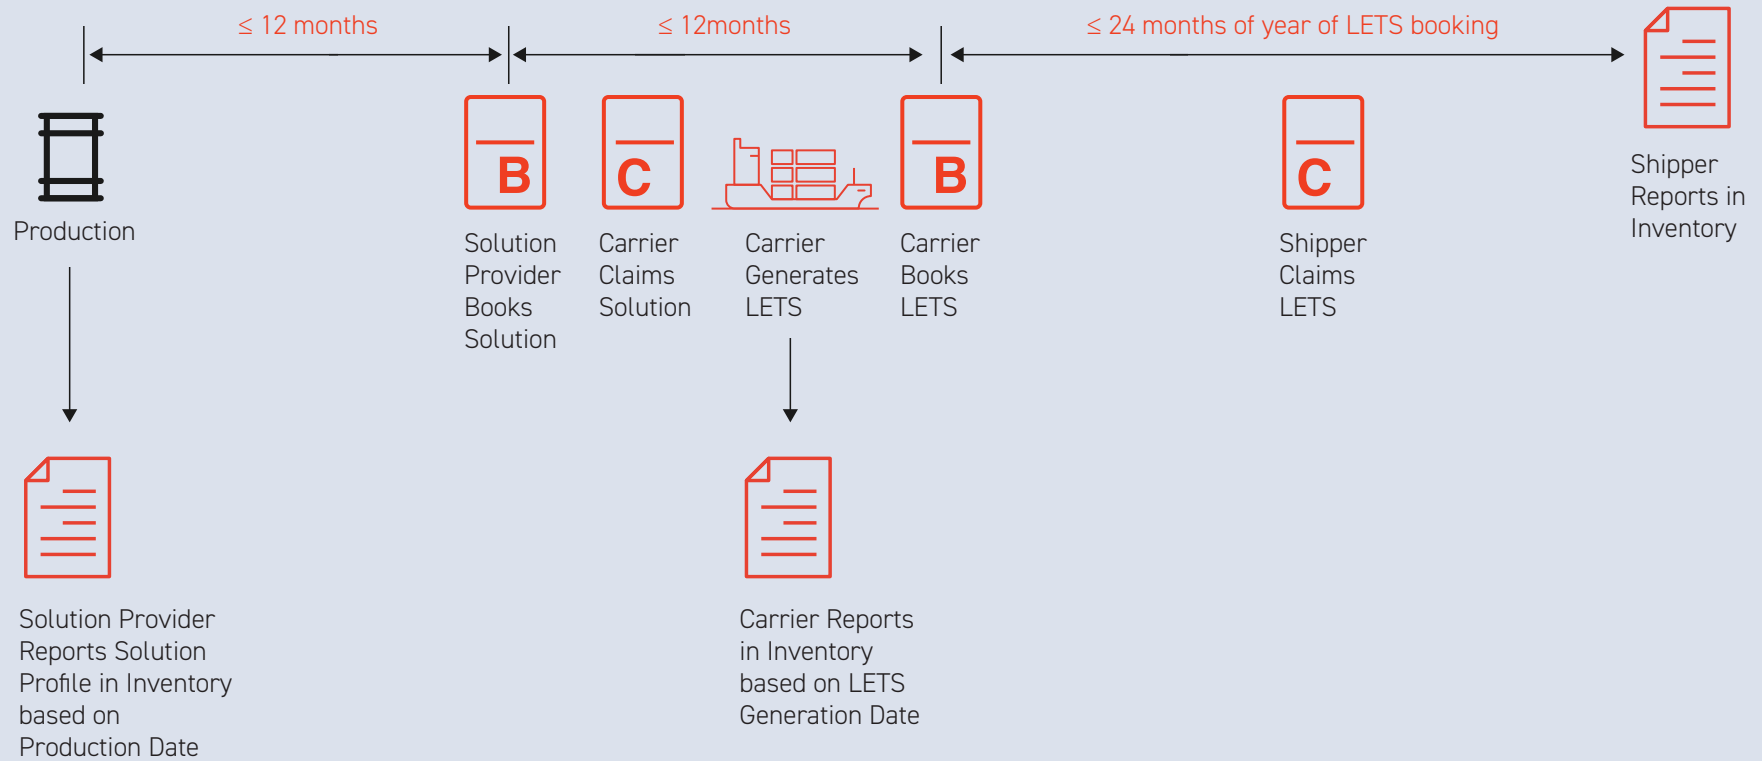 ≤ 12 months
≤ 12months
≤ 24 months of year of LETS booking
B
C
B
C
Production
Solution
Provider
Books
Solution
Carrier
Claims
Solution
Carrier
Generates
LETS
Carrier
Books
LETS
Shipper
Claims
LETS
Shipper
Reports in
Inventory
Solution Provider
Reports Solution
Profile in Inventory
based on
Production Date
Carrier Reports
in Inventory
based on LETS
Generation Date